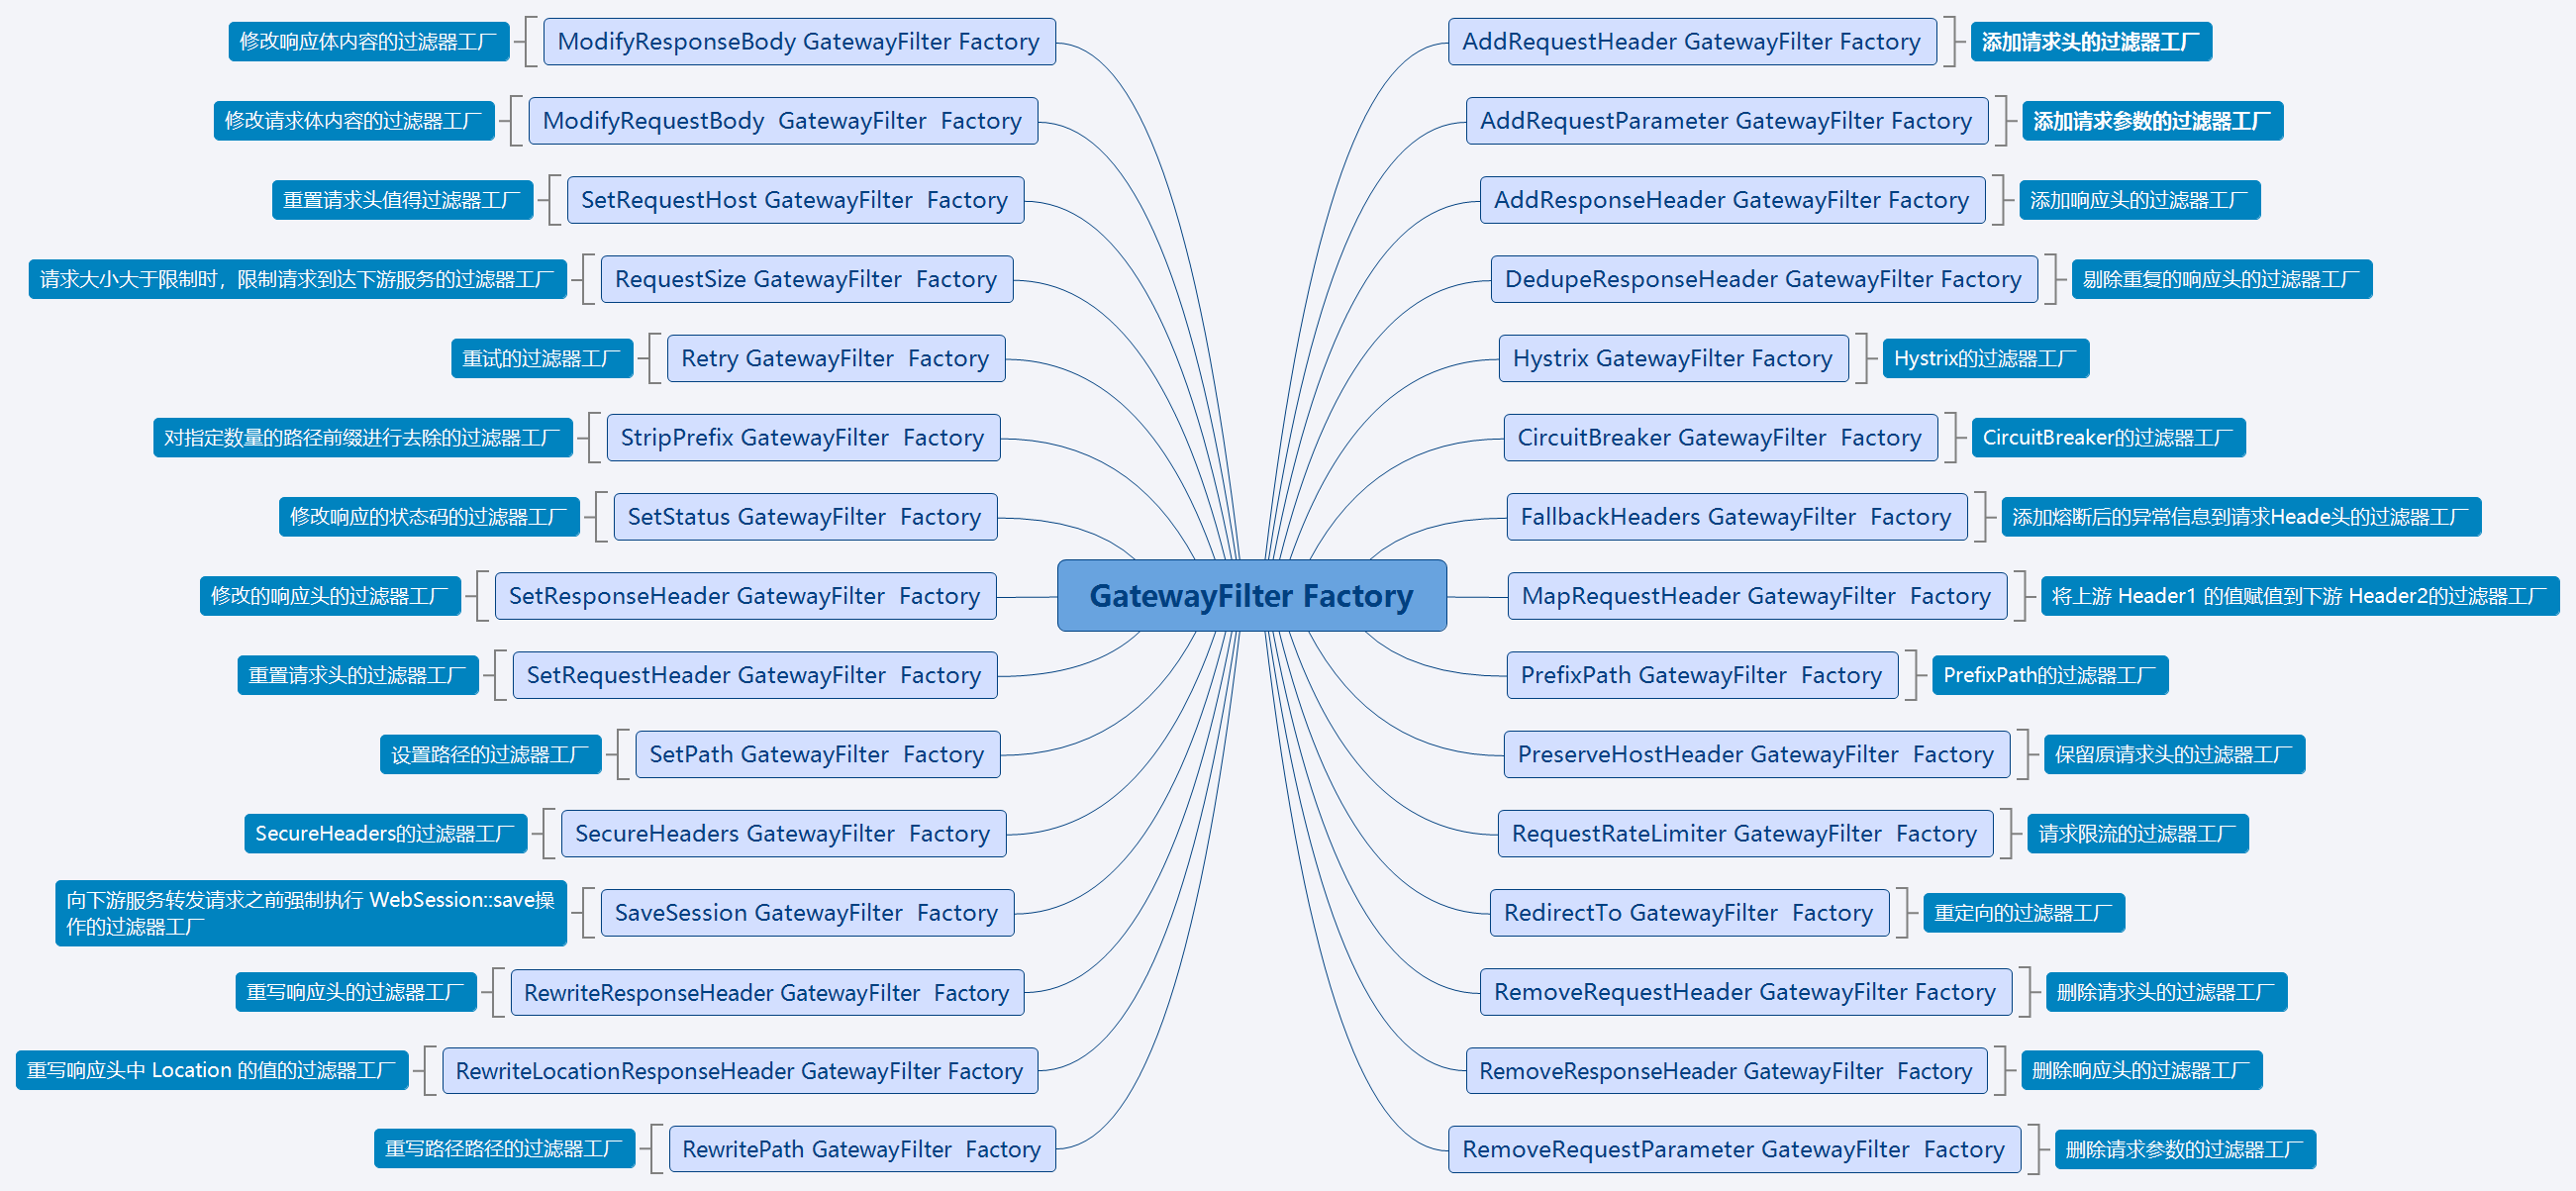 GatewayFilter Factory
AddRequestHeader GatewayFilter Factory
添加请求头的过滤器工厂
AddRequestParameter GatewayFilter Factory
添加请求参数的过滤器工厂
AddResponseHeader GatewayFilter Factory
添加响应头的过滤器工厂
DedupeResponseHeader GatewayFilter Factory
剔除重复的响应头的过滤器工厂
Hystrix GatewayFilter Factory
Hystrix的过滤器工厂
CircuitBreaker GatewayFilter Factory
CircuitBreaker的过滤器工厂
FallbackHeaders GatewayFilter Factory
添加熔断后的异常信息到请求Heade头的过滤器工厂
MapRequestHeader GatewayFilter Factory
将上游 Header1 的值赋值到下游 Header2的过滤器工厂
PrefixPath GatewayFilter Factory
PrefixPath的过滤器工厂
PreserveHostHeader GatewayFilter Factory
保留原请求头的过滤器工厂
RequestRateLimiter GatewayFilter Factory
请求限流的过滤器工厂
RedirectTo GatewayFilter Factory
重定向的过滤器工厂
RemoveRequestHeader GatewayFilter Factory
删除请求头的过滤器工厂
RemoveResponseHeader GatewayFilter Factory
删除响应头的过滤器工厂
RemoveRequestParameter GatewayFilter Factory
删除请求参数的过滤器工厂
ModifyResponseBody GatewayFilter Factory
修改响应体内容的过滤器工厂
ModifyRequestBody GatewayFilter Factory
修改请求体内容的过滤器工厂
SetRequestHost GatewayFilter Factory
重置请求头值得过滤器工厂
RequestSize GatewayFilter Factory
请求大小大于限制时，限制请求到达下游服务的过滤器工厂
Retry GatewayFilter Factory
重试的过滤器工厂
StripPrefix GatewayFilter Factory
对指定数量的路径前缀进行去除的过滤器工厂
SetStatus GatewayFilter Factory
修改响应的状态码的过滤器工厂
SetResponseHeader GatewayFilter Factory
修改的响应头的过滤器工厂
SetRequestHeader GatewayFilter Factory
重置请求头的过滤器工厂
SetPath GatewayFilter Factory
设置路径的过滤器工厂
SecureHeaders GatewayFilter Factory
SecureHeaders的过滤器工厂
SaveSession GatewayFilter Factory
向下游服务转发请求之前强制执行 WebSession::save操
作的过滤器工厂
RewriteResponseHeader GatewayFilter Factory
重写响应头的过滤器工厂
RewriteLocationResponseHeader GatewayFilter Factory
重写响应头中 Location 的值的过滤器工厂
RewritePath GatewayFilter Factory
重写路径路径的过滤器工厂